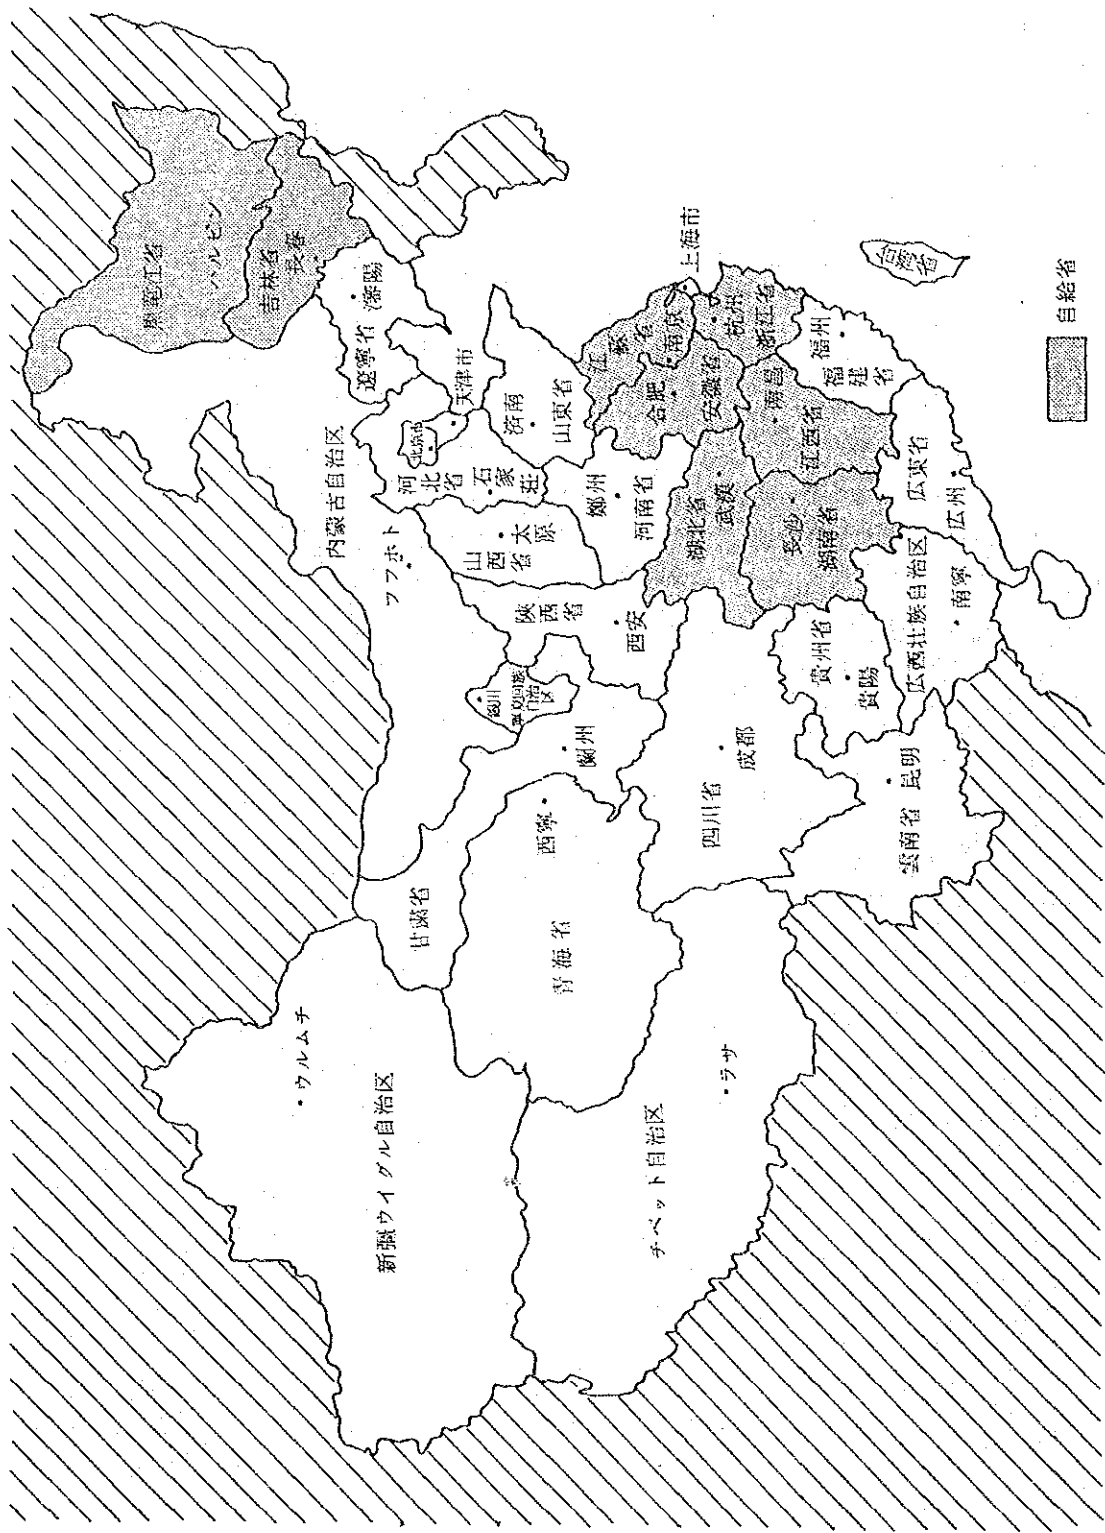 黒竜江省
ハルビン
吉林省
長春
遼寧省
瀋陽
内蒙古自治区
フフホト
北京市
天津市
河北省
石家荘
済南
山東省
山西省
太原
鄭州
河南省
陝西省
西安
銀川
寧夏回族自治区
蘭州
甘粛省
西寧
青海省
ウルムチ
新疆ウイグル自治区
ラサ
チベット自治区
四川省
成都
雲南省
昆明
貴州省
貴陽
広西壮族自治区
南寧
広東省
広州
湖北省
武漢
長沙
湖南省
江西省
江蘇省
南京
合肥
安徽省
上海市
杭州
浙江省
福州
福建省
台湾省
自給省